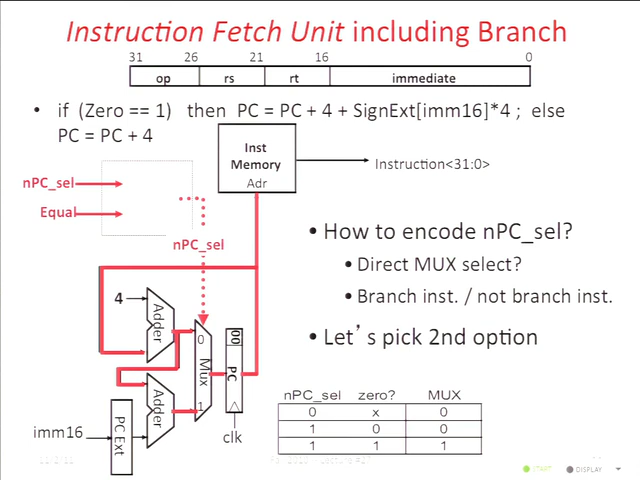 Instruction Fetch Unit including Branch
31 26 21 16 0
op rs rt immediate
• if (Zero == 1) then PC = PC + 4 + SignExt[imm16]*4 ; else
PC = PC + 4
Inst
Memory
Adr
Instruction<31:0>
nPC_sel
Equal
nPC_sel
• How to encode nPC_sel?
• Direct MUX select?
• Branch inst. / not branch inst.
• Let's pick 2nd option
4
Adder
0
Mux
1
00
PC
Adder
imm16
PC Ext
clk
nPC_sel zero? MUX
0 x 0
1 0 0
1 1 1
START DISPLAY